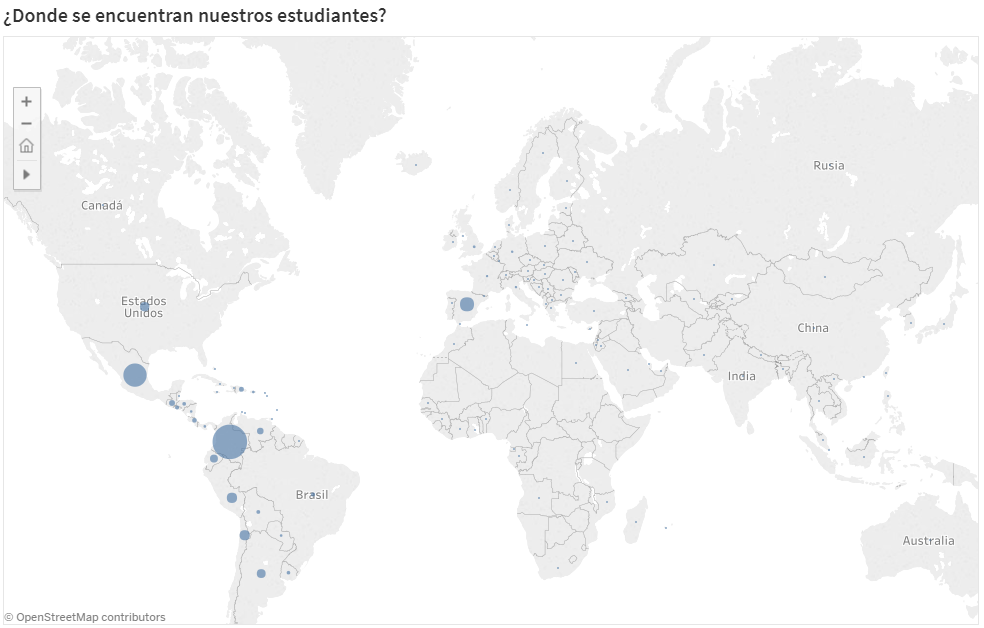 ¿Donde se encuentran nuestros estudiantes?
+
−
Rusia
Canadá
Estados
Unidos
China
India
Brasil
Australia
© OpenStreetMap contributors